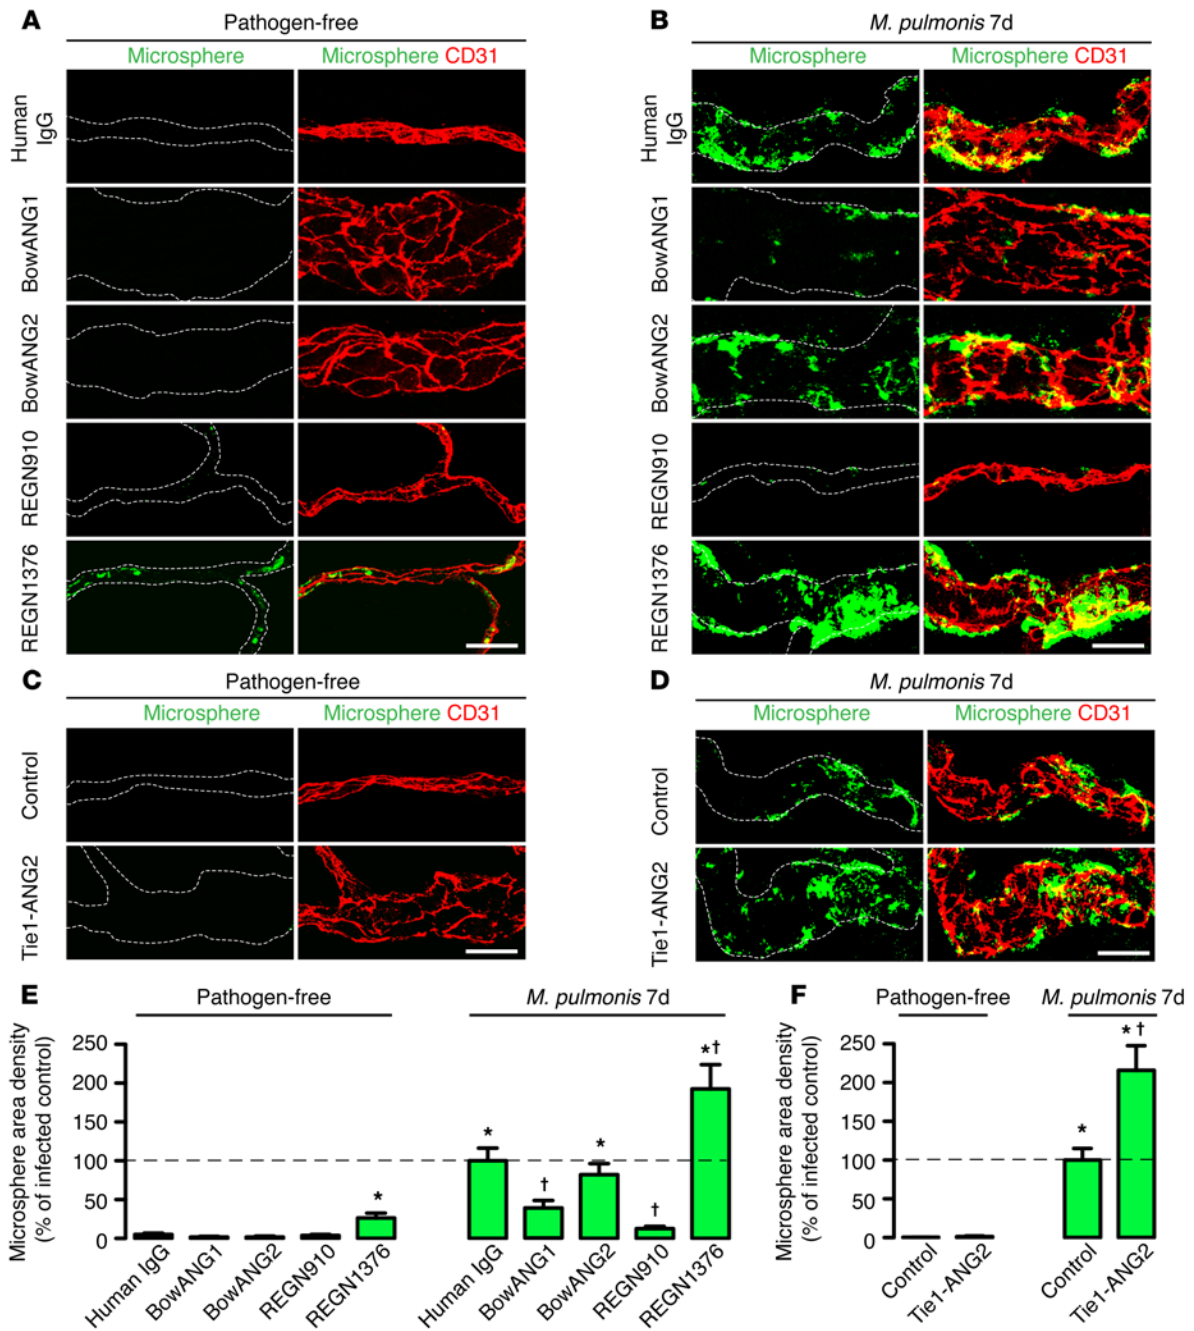 A
Pathogen-free
Microsphere
Microsphere CD31
Human IgG
BowANG1
BowANG2
REGN910
REGN1376
B
M. pulmonis 7d
Microsphere
Microsphere CD31
Human IgG
BowANG1
BowANG2
REGN910
REGN1376
C
Pathogen-free
Microsphere
Microsphere CD31
Control
Tie1-ANG2
D
M. pulmonis 7d
Microsphere
Microsphere CD31
Control
Tie1-ANG2
E
Pathogen-free
M. pulmonis 7d
Microsphere area density
(% of infected control)
250
200
150
100
50
0
*
*
†
*
†
*†
Human IgG
BowANG1
BowANG2
REGN910
REGN1376
Human IgG
BowANG1
BowANG2
REGN910
REGN1376
F
Pathogen-free
M. pulmonis 7d
Microsphere area density
(% of infected control)
250
200
150
100
50
0
*
* †
Control
Tie1-ANG2
Control
Tie1-ANG2